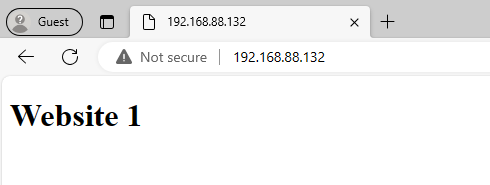 Guest
192.168.88.132
Not secure
192.168.88.132
Website 1